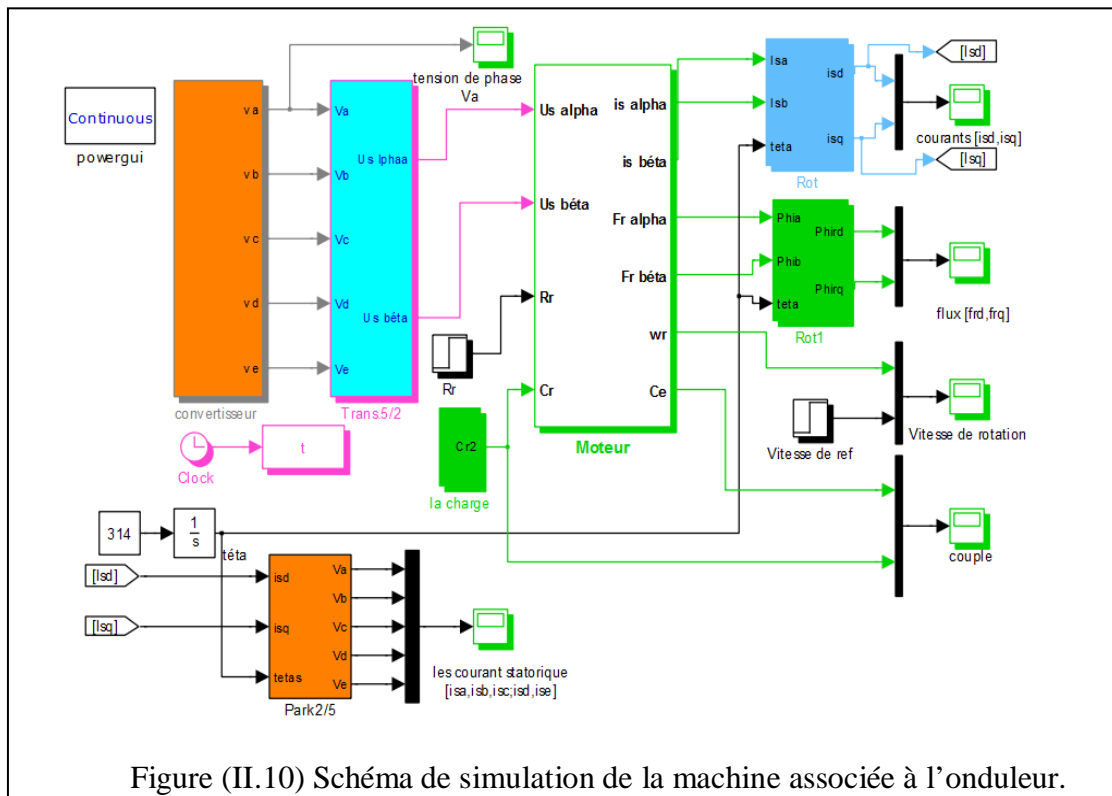 Continuous
powergui
va
vb
vc
vd
ve
convertisseur
Va
Vb
Vc
Vd
Ve
Us lphaa
Us béta
Trans.5/2
tension de phase
Va
Clock
t
Us alpha
Us béta
Rr
Cr
is alpha
is béta
Fr alpha
Fr béta
wr
Ce
Moteur
Rr
Cr2
la charge
Isa
Isb
teta
isd
isq
Rot
[Isd]
courants [isd,isq]
[Isq]
Phia
Phib
teta
Phird
Phirq
Rot1
flux [frd,frq]
Vitesse de ref
Vitesse de rotation
couple
314
1
s
téta
[Isd]
[Isq]
isd
isq
tetas
Va
Vb
Vc
Vd
Ve
Park2/5
les courant statorique
[isa,isb,isc;isd,ise]
Figure (II.10) Schéma de simulation de la machine associée à l’onduleur.